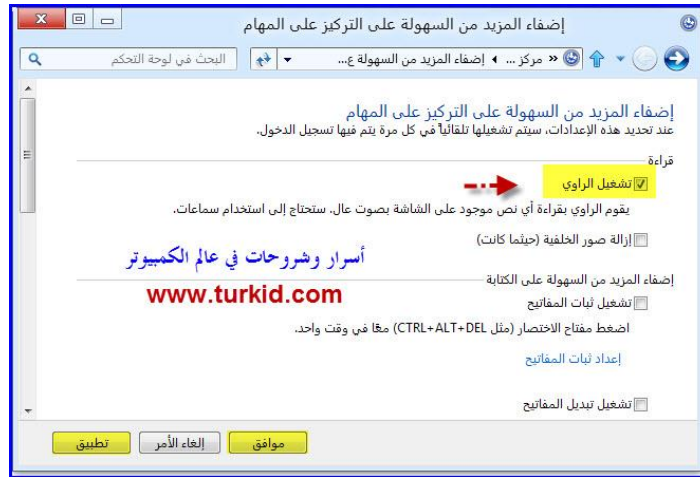 إضفاء المزيد من السهولة على التركيز على المهام
مركز ... إضفاء المزيد من السهولة ع...
البحث في لوحة التحكم
إضفاء المزيد من السهولة على التركيز على المهام
عند تحديد هذه الإعدادات، سيتم تشغيلها تلقائياً في كل مرة يتم فيها تسجيل الدخول.
قراءة
تشغيل الراوي
يقوم الراوي بقراءة أي نص موجود على الشاشة بصوت عال. ستحتاج إلى استخدام سماعات.
إزالة صور الخلفية (حيثما كانت)
أسرار وشروحات في عالم الكمبيوتر
إضفاء المزيد من السهولة على الكتابة
www.turkid.com
تشغيل ثبات المفاتيح
اضغط مفتاح الاختصار (مثل CTRL+ALT+DEL) معًا في وقت واحد.
إعداد ثبات المفاتيح
تشغيل تبديل المفاتيح
موافق
إلغاء الأمر
تطبيق